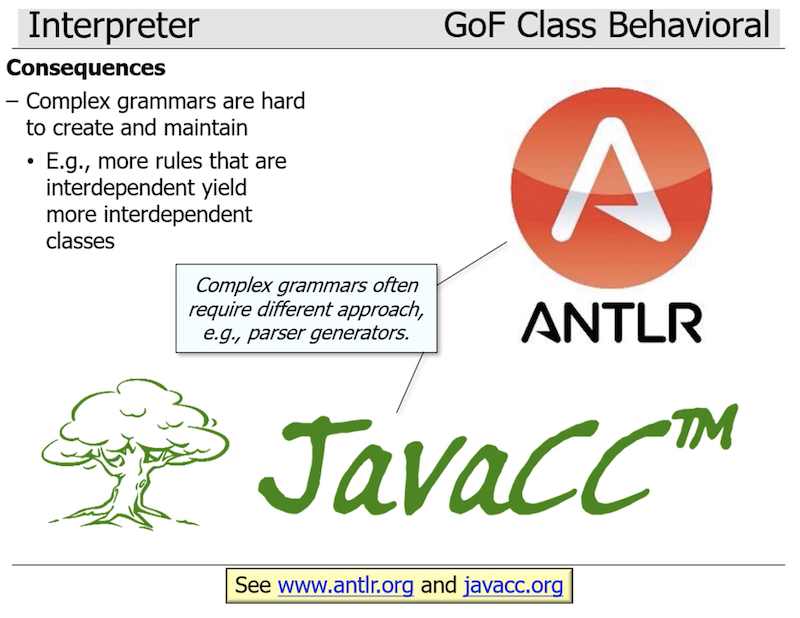 Interpreter
GoF Class Behavioral
Consequences
– Complex grammars are hard
to create and maintain
• E.g., more rules that are
interdependent yield
more interdependent
classes
Complex grammars often
require different approach,
e.g., parser generators.
ANTLR
JavaCC™
See www.antlr.org and javacc.org